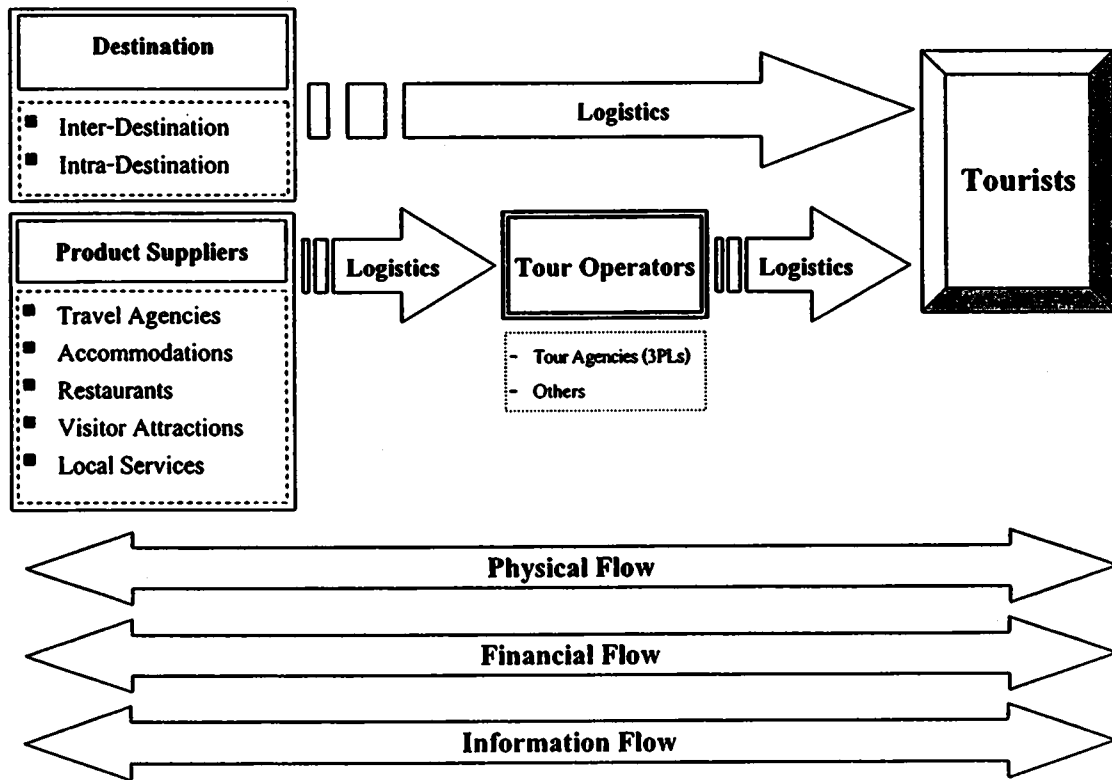 Destination
Inter-Destination
Intra-Destination
Logistics
Tourists
Product Suppliers
Travel Agencies
Accommodations
Restaurants
Visitor Attractions
Local Services
Logistics
Tour Operators
- Tour Agencies (3PLs)
- Others
Logistics
Physical Flow
Financial Flow
Information Flow